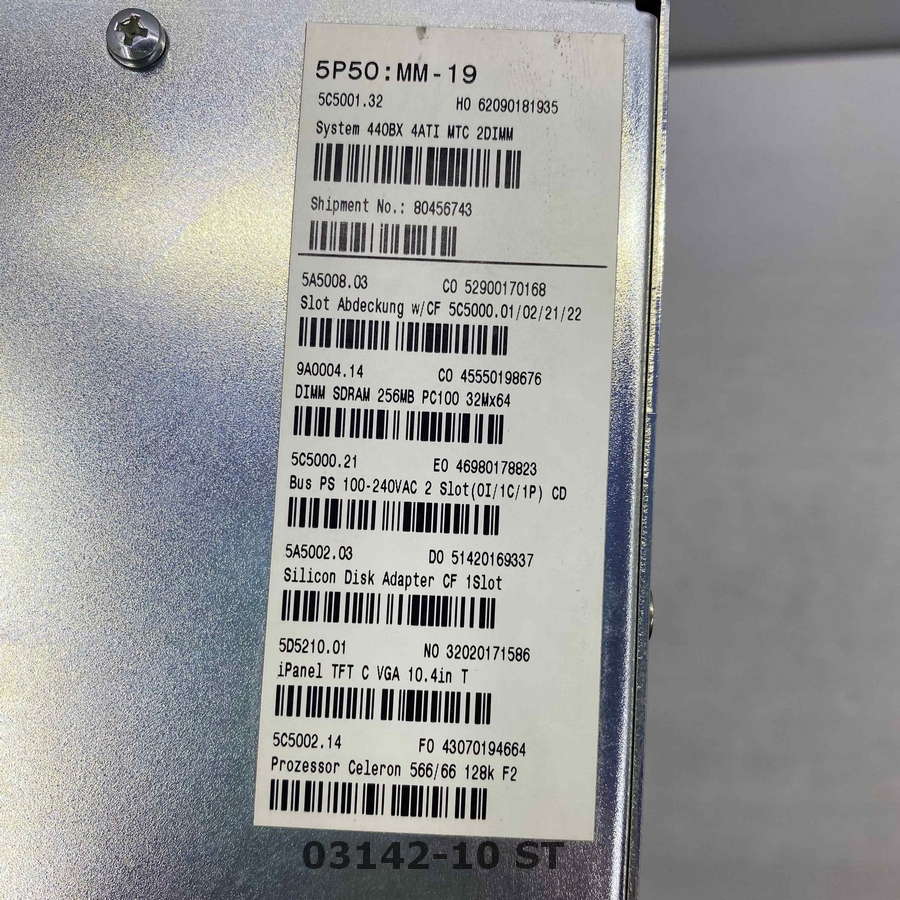 5P50:MM-19
5C5001.32 H0 62090181935
System 440BX 4ATI MTC 2DIMM
Shipment No.: 80456743
5A5008.03 C0 52900170168
Slot Abdeckung w/CF 5C5000.01/02/21/22
9A0004.14 C0 45550198676
DIMM SDRAM 256MB PC100 32Mx64
5C5000.21 E0 46980178823
Bus PS 100-240VAC 2 Slot(0I/1C/1P) CD
5A5002.03 D0 51420169337
Silicon Disk Adapter CF 1Slot
5D5210.01 N0 32020171586
iPanel TFT C VGA 10.4in T
5C5002.14 F0 43070194664
Prozessor Celeron 566/66 128k F2
03142-10 ST